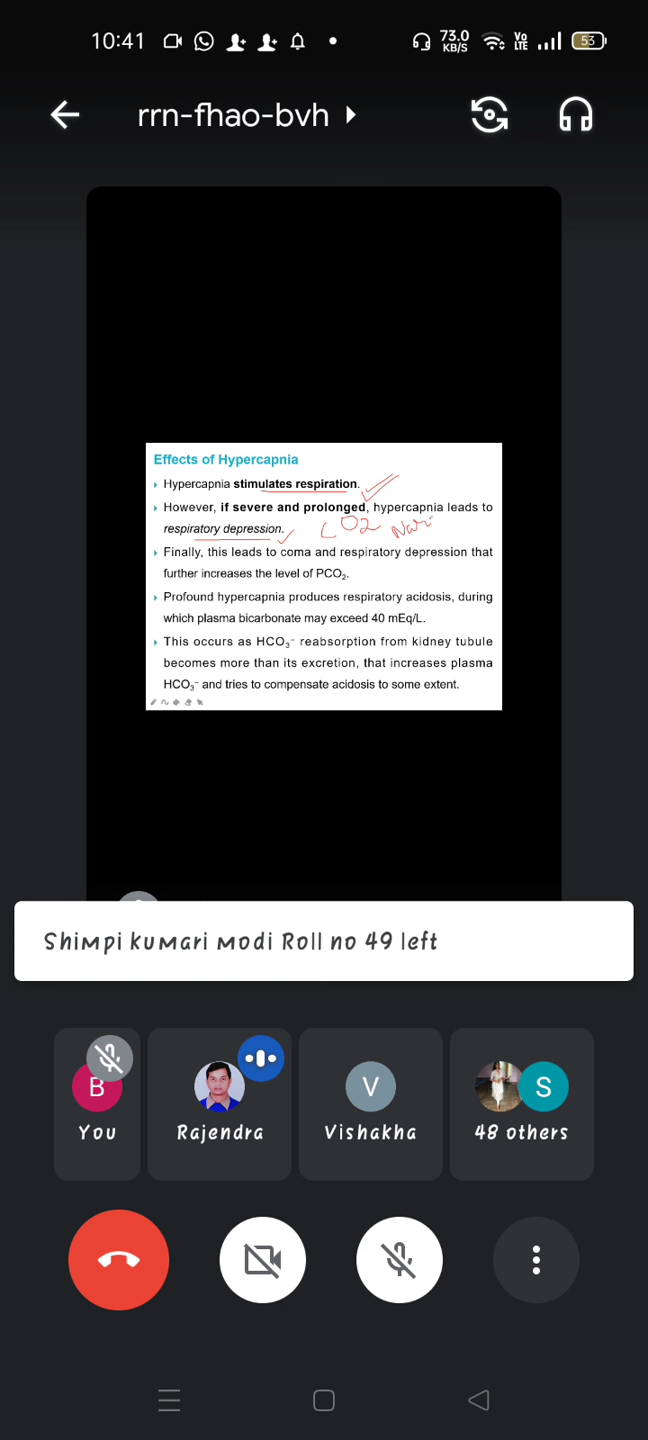 10:41
73.0
KB/S
Vo
LTE
53
rrn-fhao-bvh
Effects of Hypercapnia
Hypercapnia stimulates respiration.
However, if severe and prolonged, hypercapnia leads to
respiratory depression.
CO2 Nar
Finally, this leads to coma and respiratory depression that
further increases the level of PCO₂.
Profound hypercapnia produces respiratory acidosis, during
which plasma bicarbonate may exceed 40 mEq/L.
This occurs as HCO₃⁻ reabsorption from kidney tubule
becomes more than its excretion, that increases plasma
HCO₃⁻ and tries to compensate acidosis to some extent.
Shimpi kumari modi Roll no 49 left
B
V
S
You
Rajendra
Vishakha
48 others